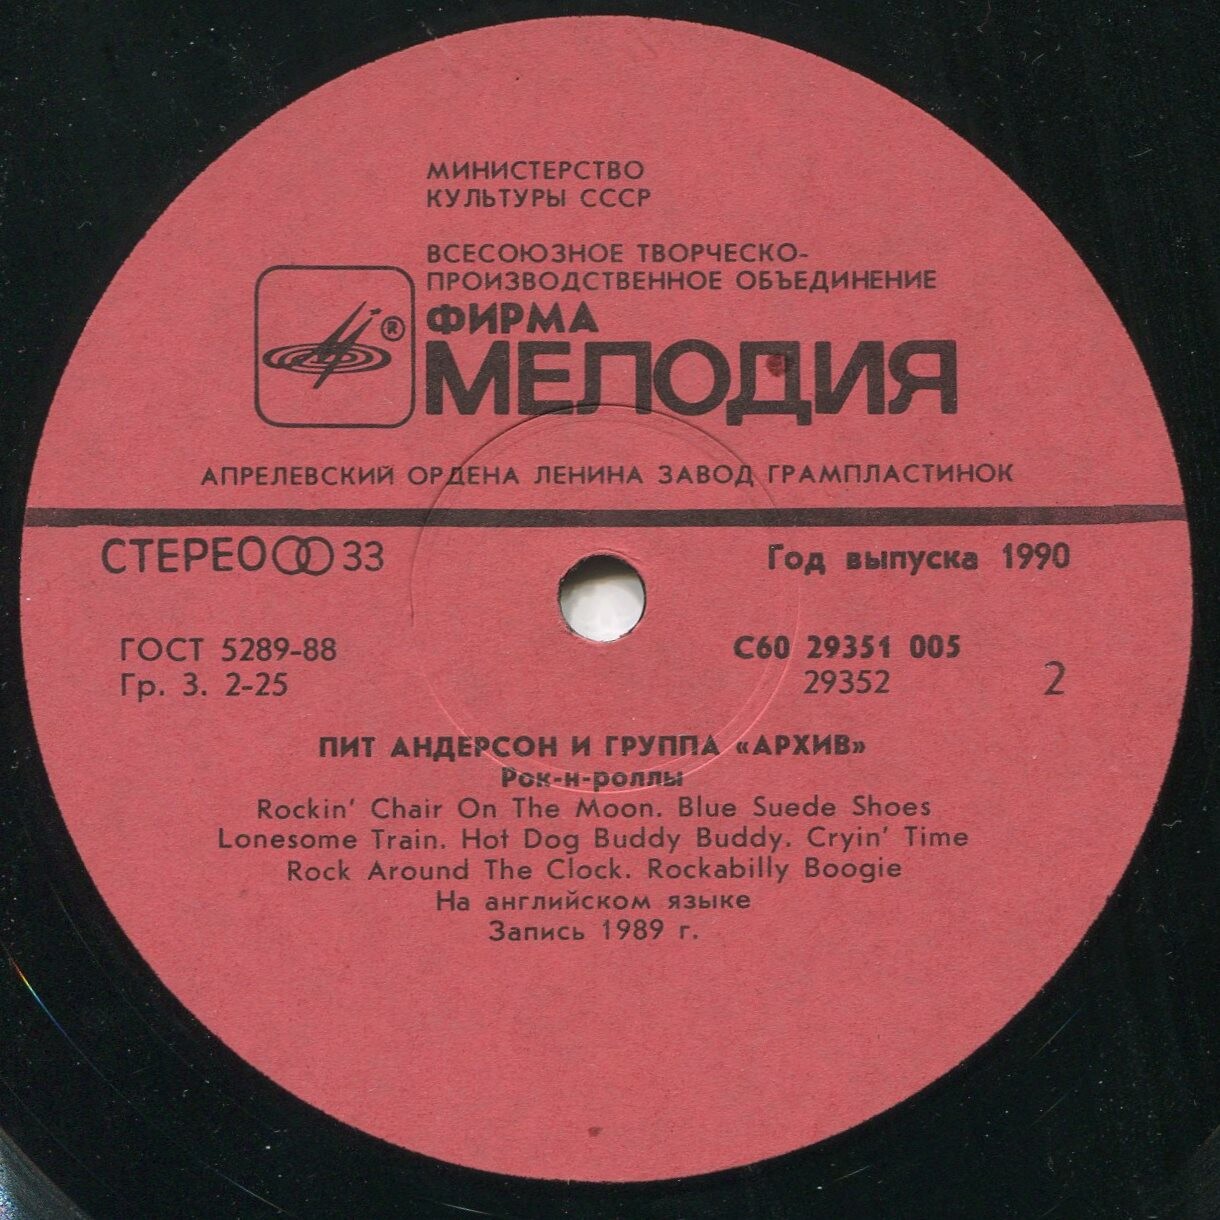 МИНИСТЕРСТВО
КУЛЬТУРЫ СССР
ВСЕСОЮЗНОЕ ТВОРЧЕСКО-
ПРОИЗВОДСТВЕННОЕ ОБЪЕДИНЕНИЕ
ФИРМА
®
МЕЛОДИЯ
АПРЕЛЕВСКИЙ ОРДЕНА ЛЕНИНА ЗАВОД ГРАМПЛАСТИНОК
СТЕРЕО 33
Год выпуска 1990
ГОСТ 5289-88
С60 29351 005
Гр. 3. 2-25
29352
2
ПИТ АНДЕРСОН И ГРУППА «АРХИВ»
Рок-н-роллы
Rockin' Chair On The Moon. Blue Suede Shoes
Lonesome Train. Hot Dog Buddy Buddy. Cryin' Time
Rock Around The Clock. Rockabilly Boogie
На английском языке
Запись 1989 г.